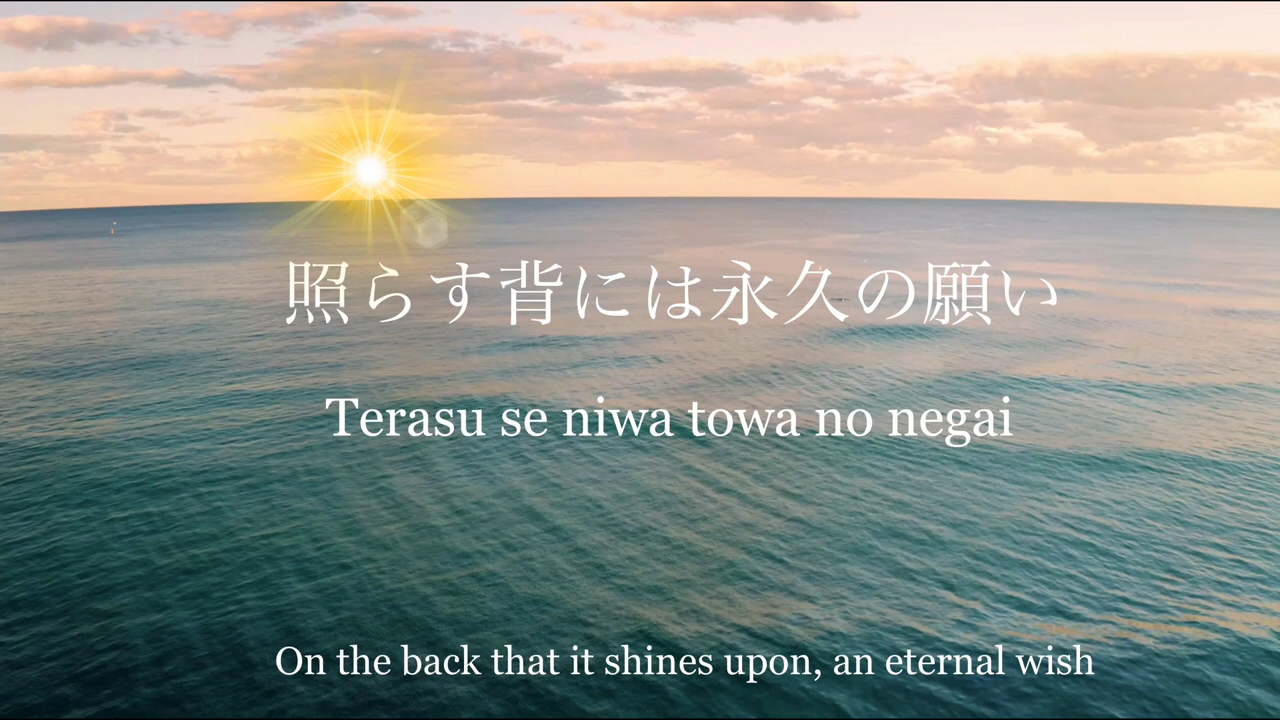 照らす背には永久の願い
Terasu se niwa towa no negai
On the back that it shines upon, an eternal wish